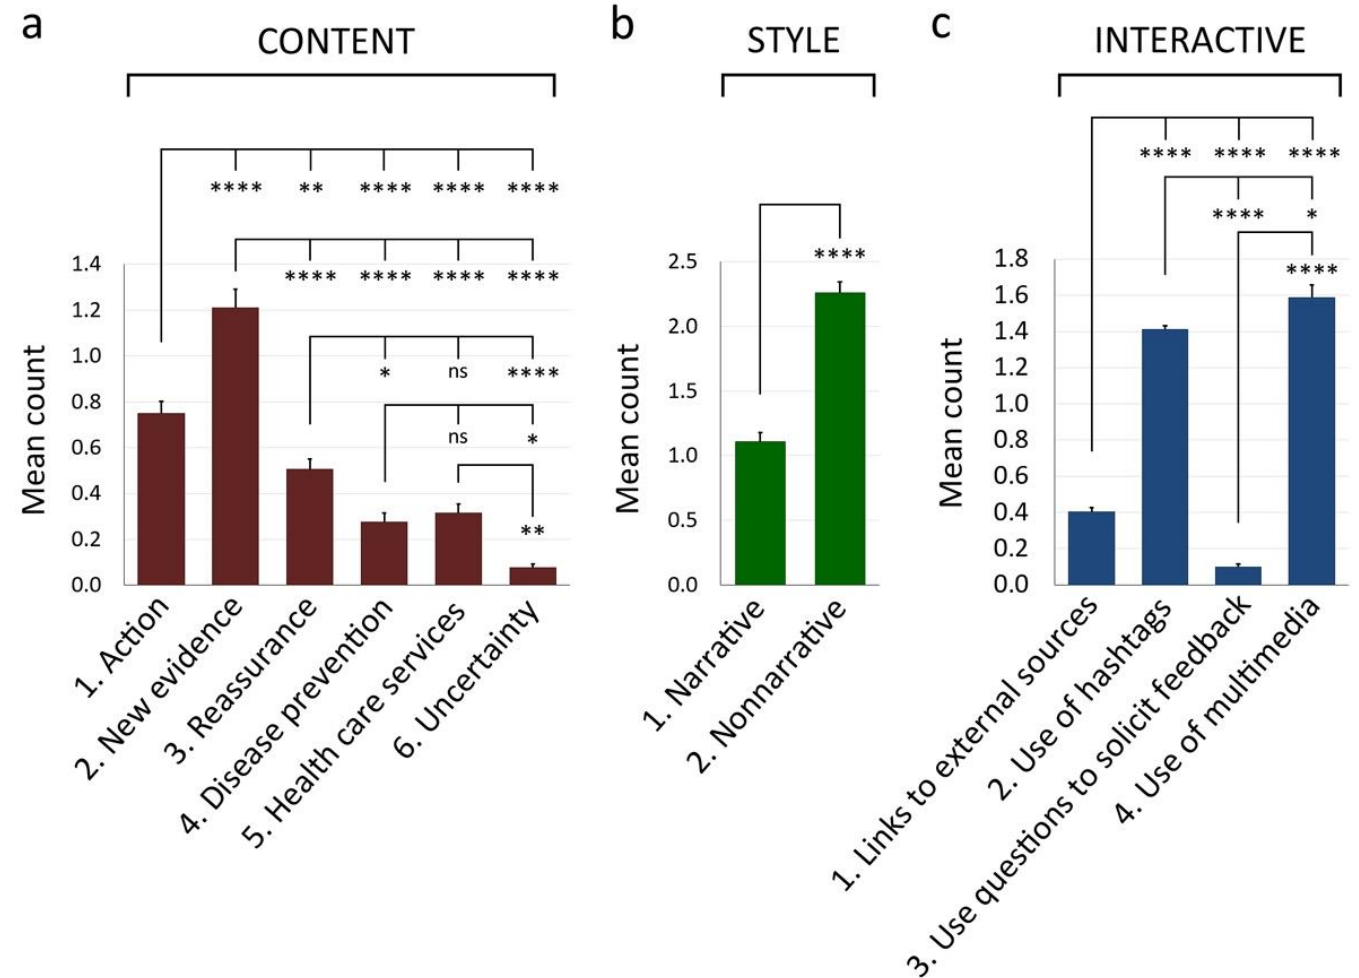 a
CONTENT
**** ** **** **** ****
**** **** **** ****
* ns ****
ns *
**
Mean count
1.4
1.2
1.0
0.8
0.6
0.4
0.2
0.0
1. Action
2. New evidence
3. Reassurance
4. Disease prevention
5. Health care services
6. Uncertainty
b
STYLE
****
Mean count
2.5
2.0
1.5
1.0
0.5
0.0
1. Narrative
2. Nonnarrative
c
INTERACTIVE
**** **** ****
**** *
****
Mean count
1.8
1.6
1.4
1.2
1.0
0.8
0.6
0.4
0.2
0.0
1. Links to external sources
2. Use of hashtags
3. Use questions to solicit feedback
4. Use of multimedia